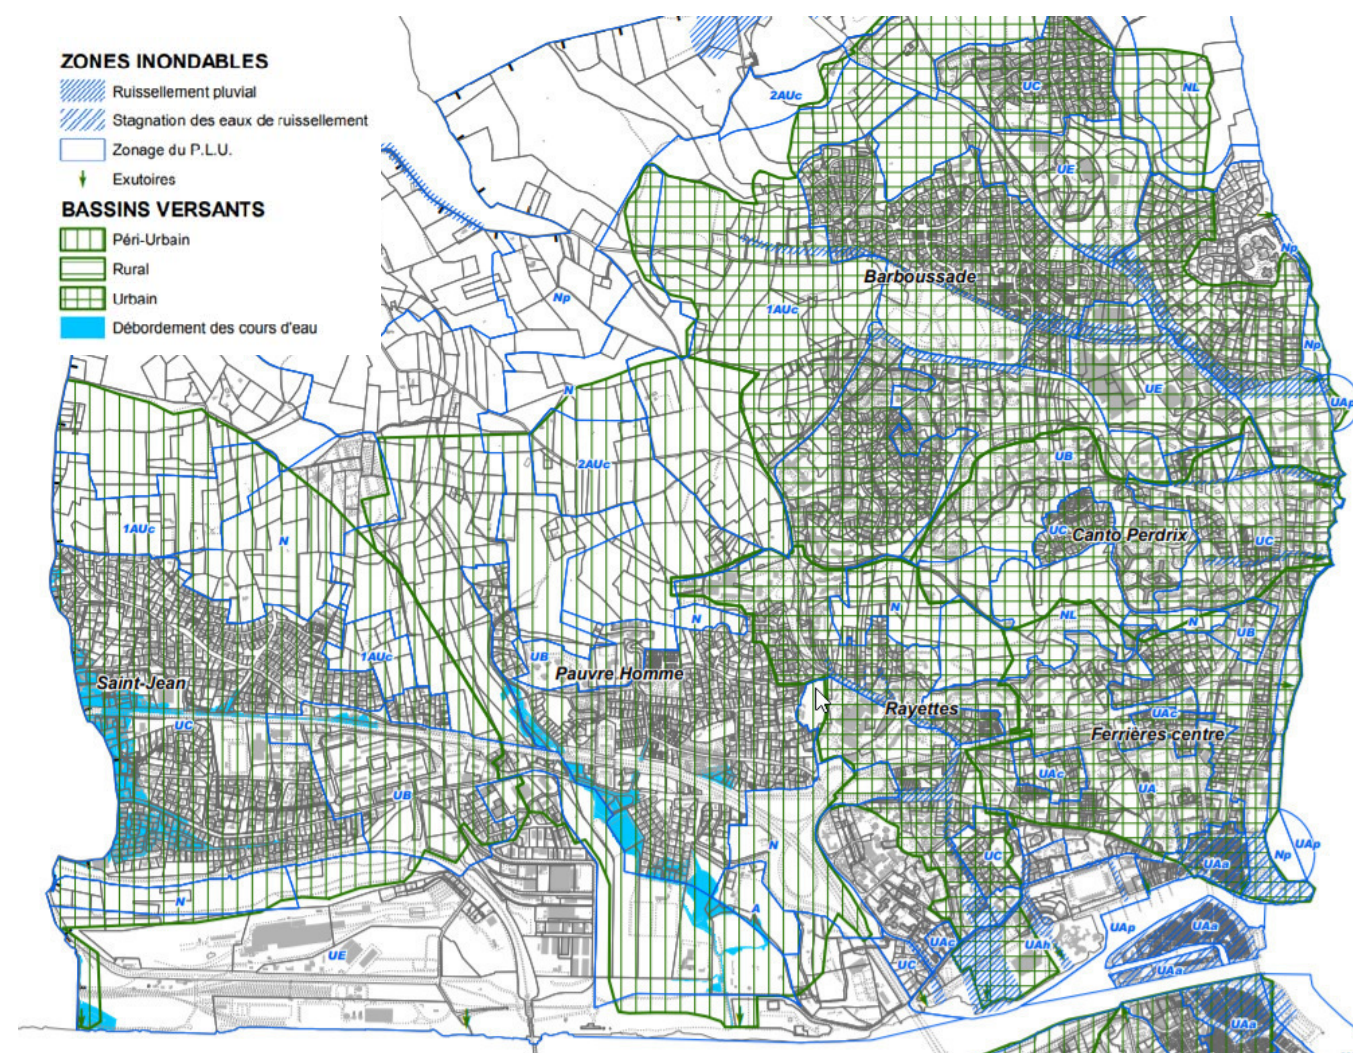 ZONES INONDABLES
Ruissellement pluvial
Stagnation des eaux de ruissellement
Zonage du P.L.U.
Exutoires
BASSINS VERSANTS
Péri-Urbain
Rural
Urbain
Débordement des cours d'eau
2AUc
UC
NL
UE
Np
Barboussade
Np
1AUc
Np
UE
UAp
N
UB
2AUc
1AUc
N
UC
Canto Perdrix
UC
N
NL
N
N
UB
1AUc
UB
Pauvre Homme
Saint-Jean
UC
Rayettes
UAc
Ferrières centre
UAc
UA
UB
N
UC
UAa
Np
UAp
N
A
UAc
UAh
UAp
UAa
UE
UC
UAa
UAa